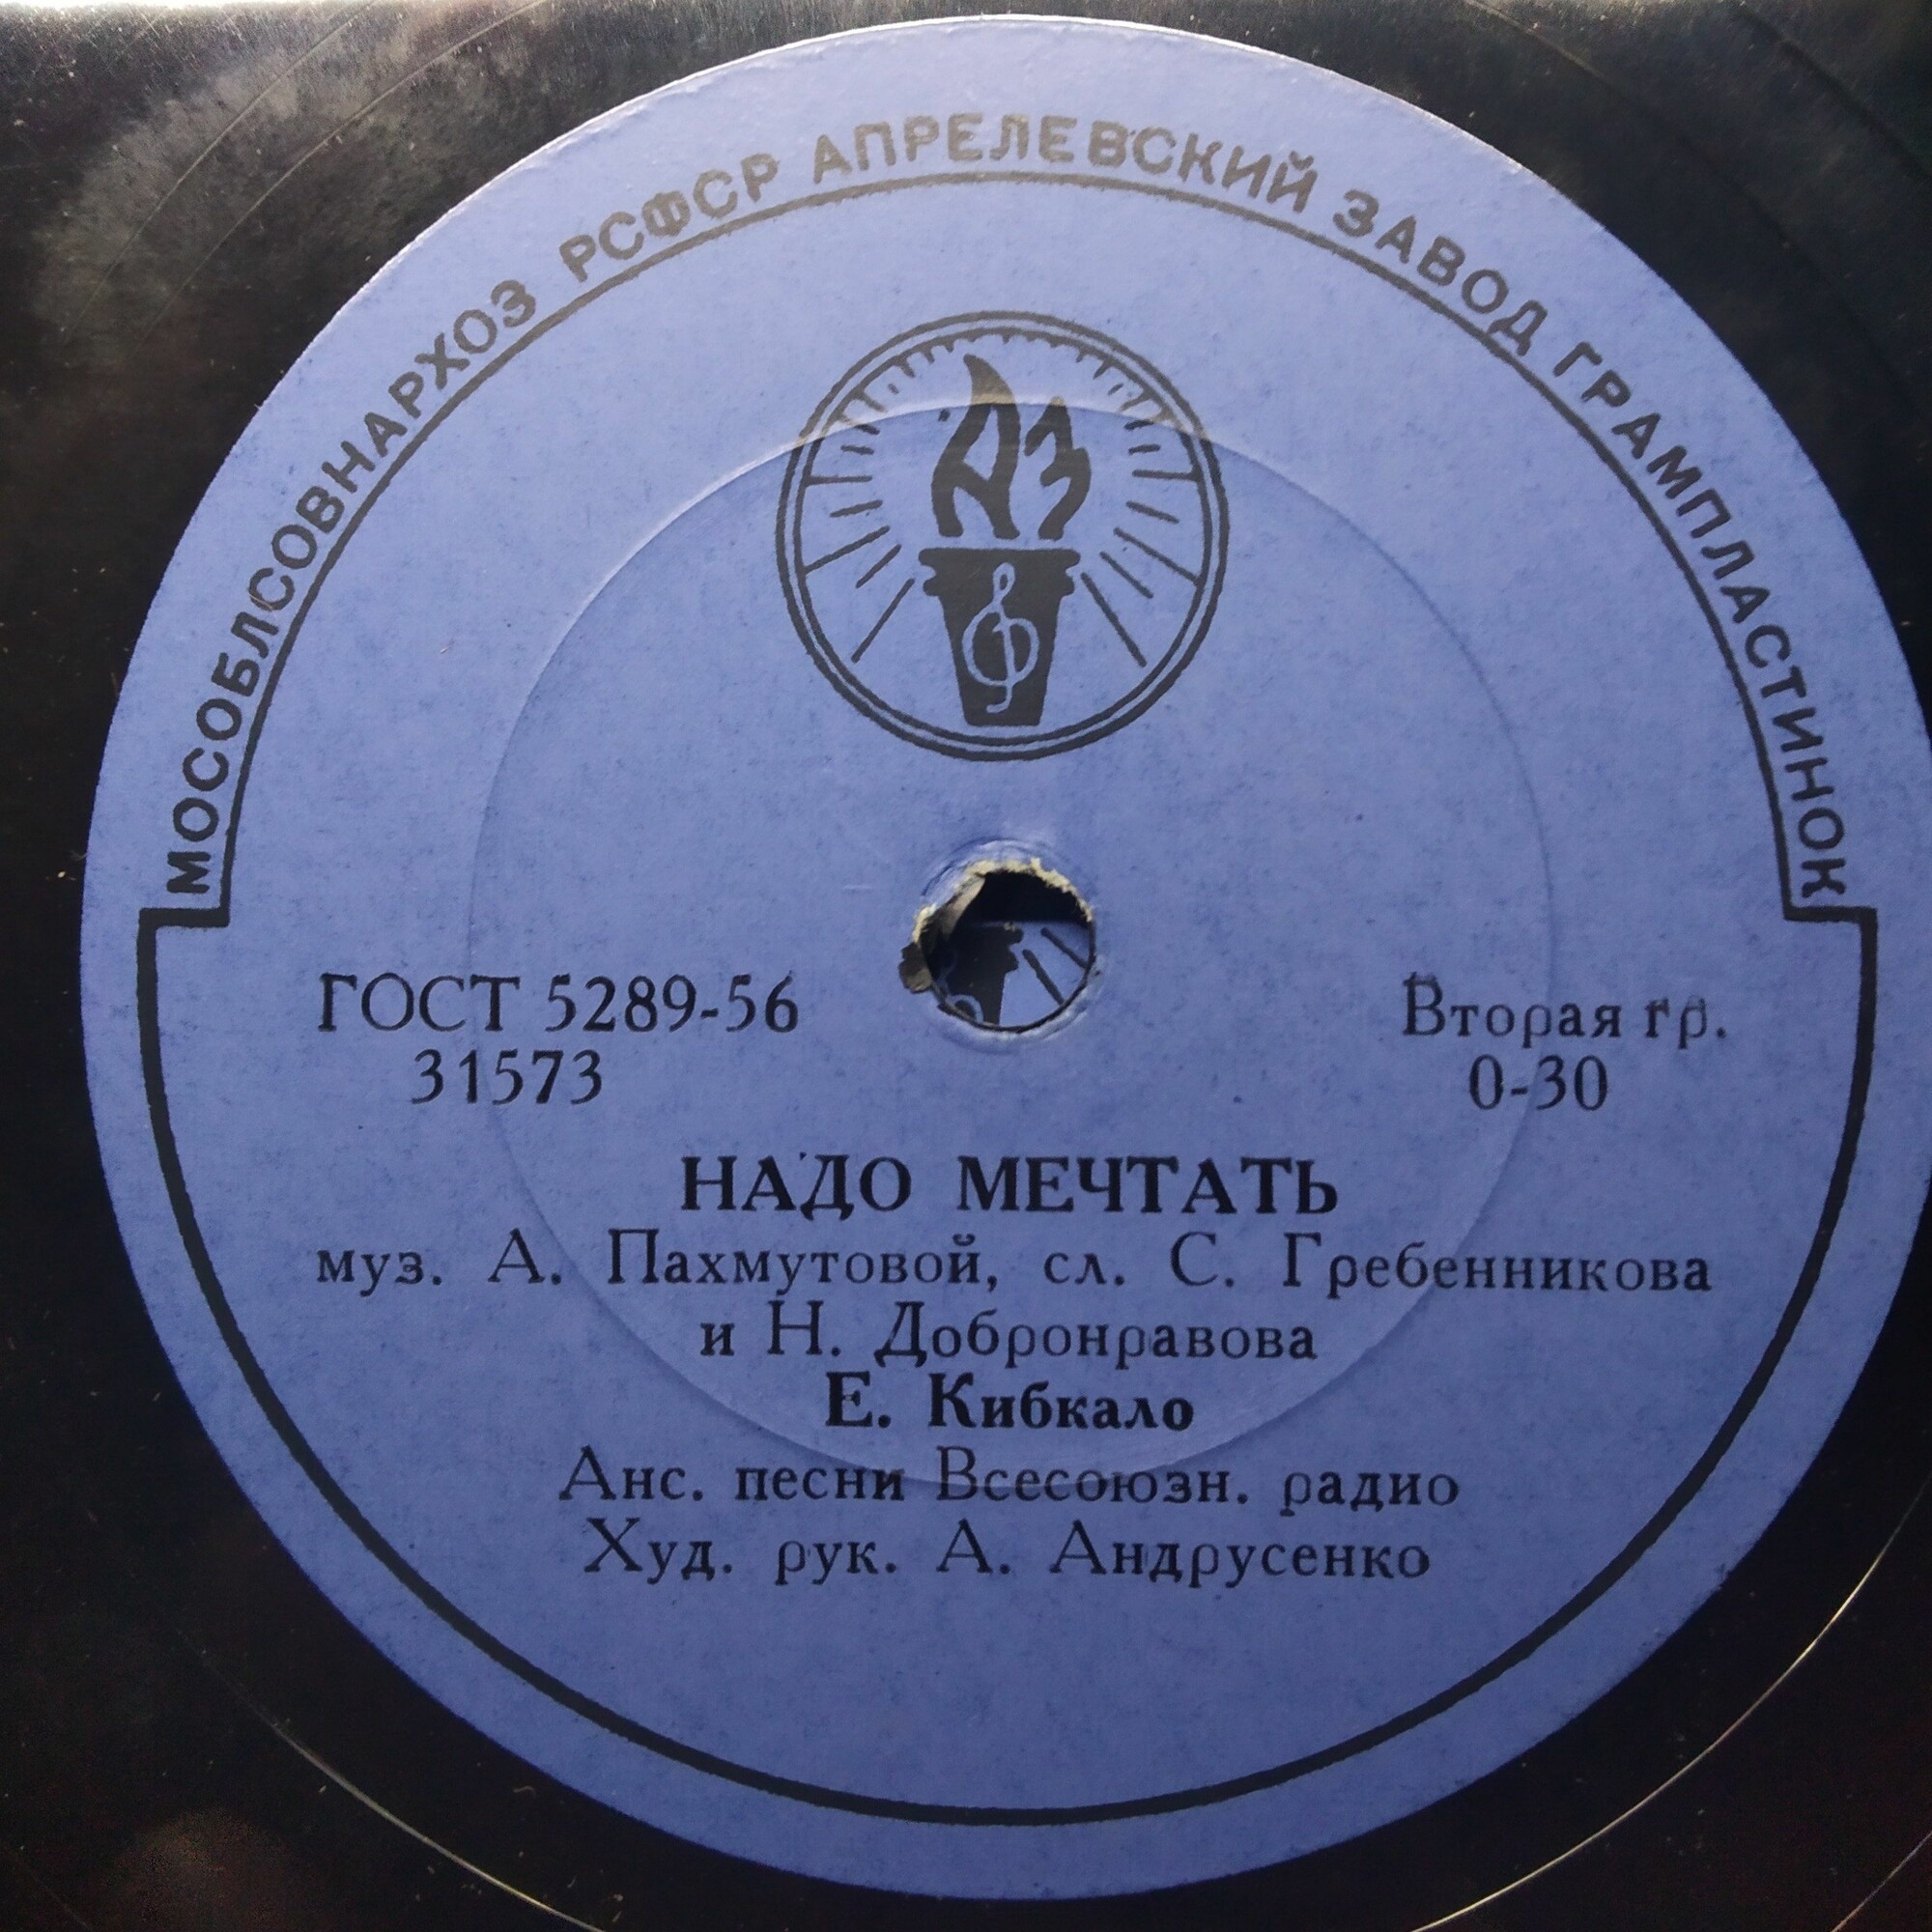 МОСОБЛСОВНАРХОЗ РСФСР АПРЕЛЕВСКИЙ ЗАВОД ГРАМПЛАСТИНОК
АЗ
ГОСТ 5289-56
31573
Вторая гр.
0-30
НАДО МЕЧТАТЬ
муз. А. Пахмутовой, сл. С. Гребенникова
и Н. Добронравова
Е. Кибкало
Анс. песни Всесоюзн. радио
Худ. рук. А. Андрусенко